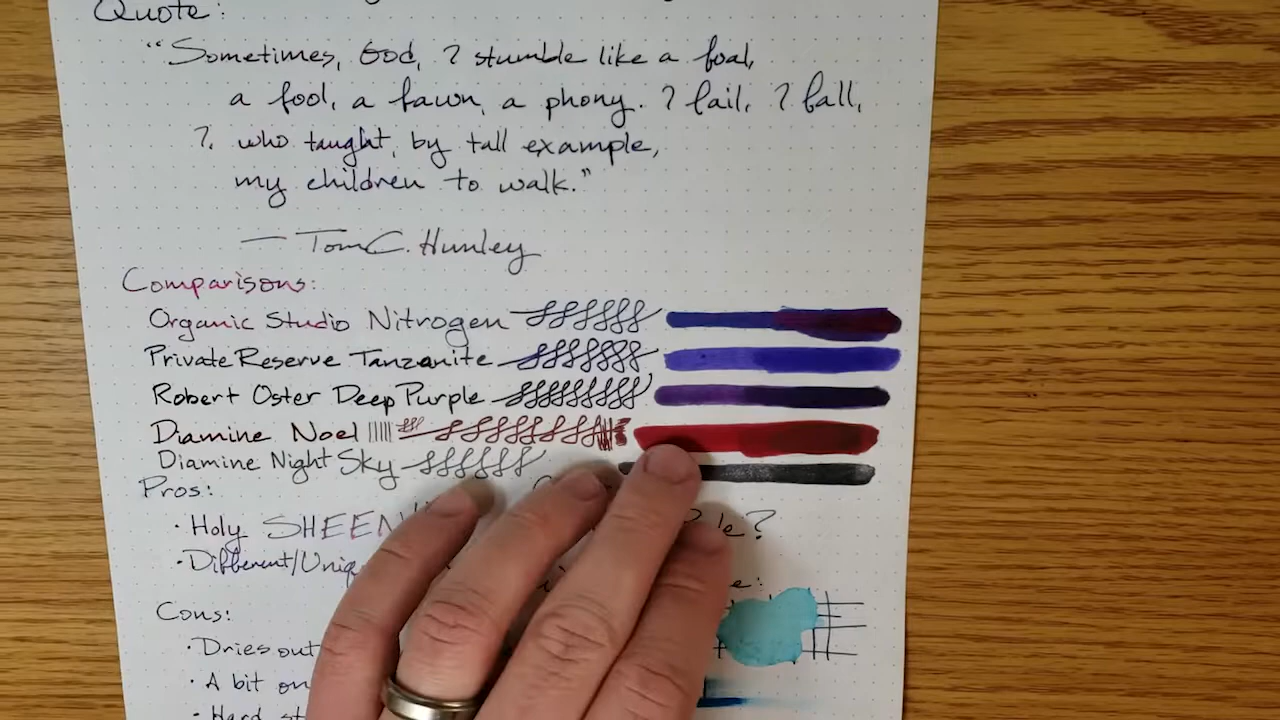 Quote:
"Sometimes, God, I stumble like a foal,
a fool, a fawn, a phony. I fail, I fall,
I, who taught, by tall example,
my children to walk."
— Tom C. Hunley
Comparisons:
Organic Studio Nitrogen
Private Reserve Tanzanite
Robert Oster Deep Purple
Diamine Noel
Diamine Night Sky
Pros:
· Holy SHEEN
· Different/Uniq
Cons:
· Dries out
· A bit on
· Hard st